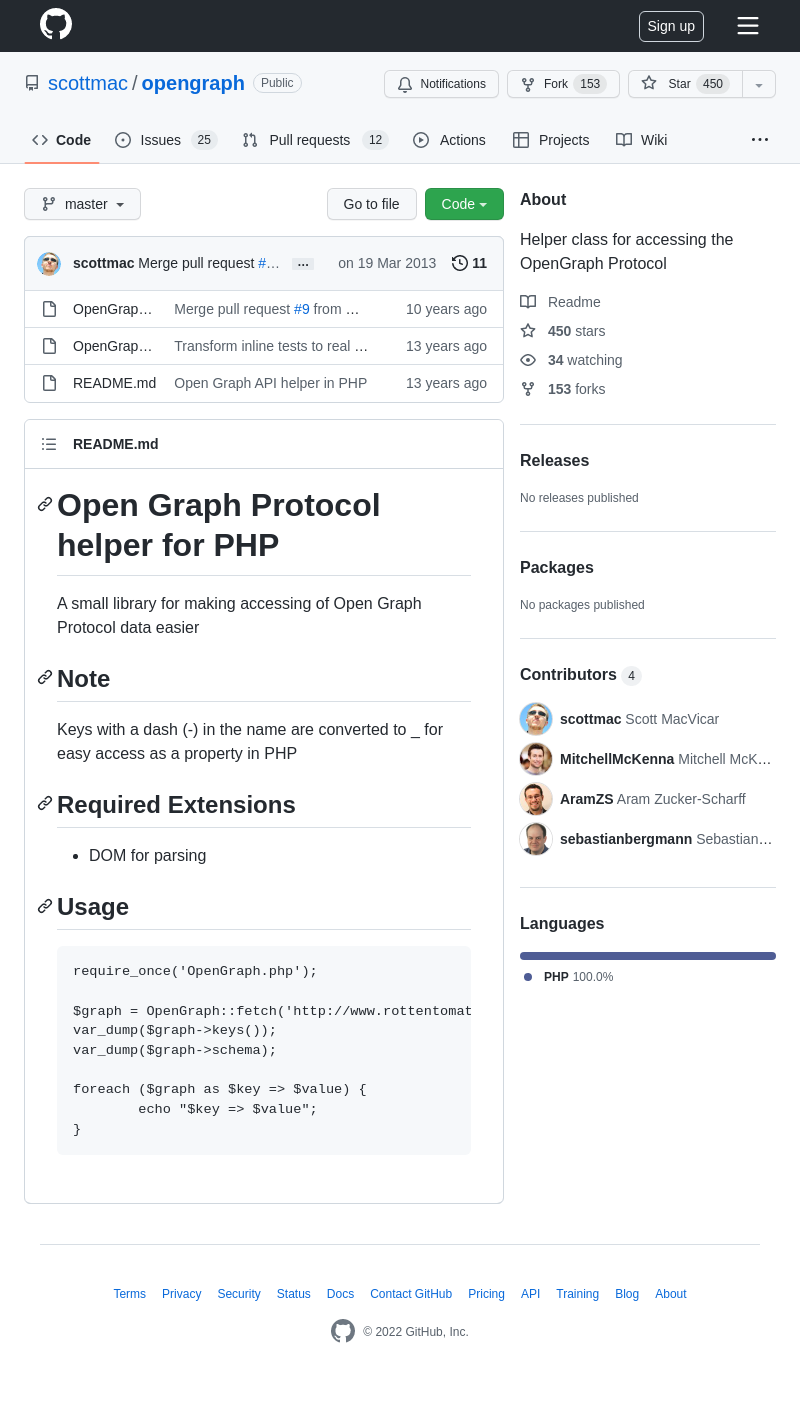 Sign up
scottmac / opengraph Public
Notifications Fork 153 Star 450
Code Issues 25 Pull requests 12 Actions Projects Wiki ...
master Go to file Code
scottmac Merge pull request #… … on 19 Mar 2013 11
OpenGrap… Merge pull request #9 from … 10 years ago
OpenGrap… Transform inline tests to real … 13 years ago
README.md Open Graph API helper in PHP 13 years ago
README.md
Open Graph Protocol
helper for PHP
A small library for making accessing of Open Graph
Protocol data easier
Note
Keys with a dash (-) in the name are converted to _ for
easy access as a property in PHP
Required Extensions
• DOM for parsing
Usage
require_once('OpenGraph.php');
$graph = OpenGraph::fetch('http://www.rottentomat
var_dump($graph->keys());
var_dump($graph->schema);
foreach ($graph as $key => $value) {
echo "$key => $value";
}
About
Helper class for accessing the
OpenGraph Protocol
Readme
450 stars
34 watching
153 forks
Releases
No releases published
Packages
No packages published
Contributors 4
scottmac Scott MacVicar
MitchellMcKenna Mitchell McK…
AramZS Aram Zucker-Scharff
sebastianbergmann Sebastian…
Languages
PHP 100.0%
Terms Privacy Security Status Docs Contact GitHub Pricing API Training Blog About
© 2022 GitHub, Inc.